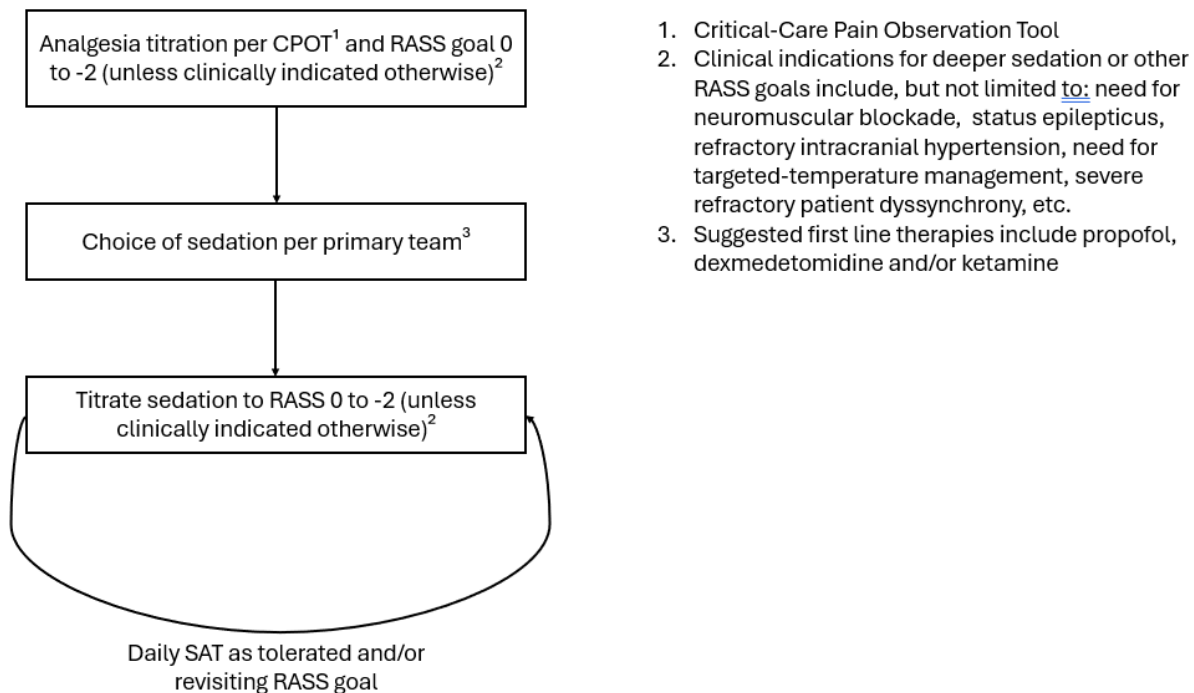 Analgesia titration per CPOT¹ and RASS goal 0
to -2 (unless clinically indicated otherwise)²
Choice of sedation per primary team³
Titrate sedation to RASS 0 to -2 (unless
clinically indicated otherwise)²
Daily SAT as tolerated and/or
revisiting RASS goal
1. Critical-Care Pain Observation Tool
2. Clinical indications for deeper sedation or other
RASS goals include, but not limited to: need for
neuromuscular blockade, status epilepticus,
refractory intracranial hypertension, need for
targeted-temperature management, severe
refractory patient dyssynchrony, etc.
3. Suggested first line therapies include propofol,
dexmedetomidine and/or ketamine